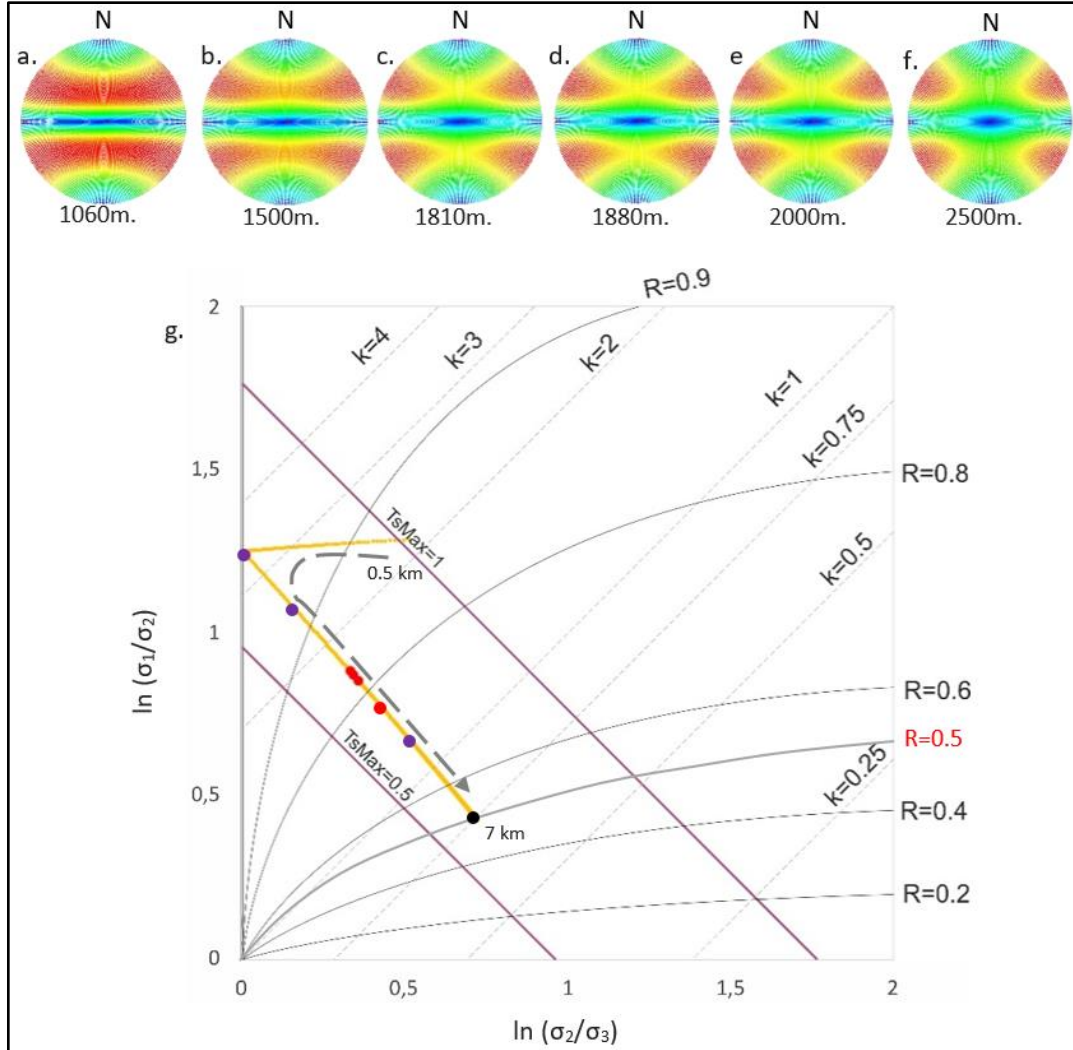 N N N N N N
a. b. c. d. e f.
1060m. 1500m. 1810m. 1880m. 2000m. 2500m.
g.
R=0.9
2
k=4
k=3
k=2
k=1
k=0.75
1,5
R=0.8
TsMax=1
k=0.5
0.5 km
1
ln (σ₁/σ₂)
R=0.6
R=0.5
TsMax=0.5
k=0.25
0,5
7 km
R=0.4
R=0.2
0
0 0,5 1 1,5 2
ln (σ₂/σ₃)